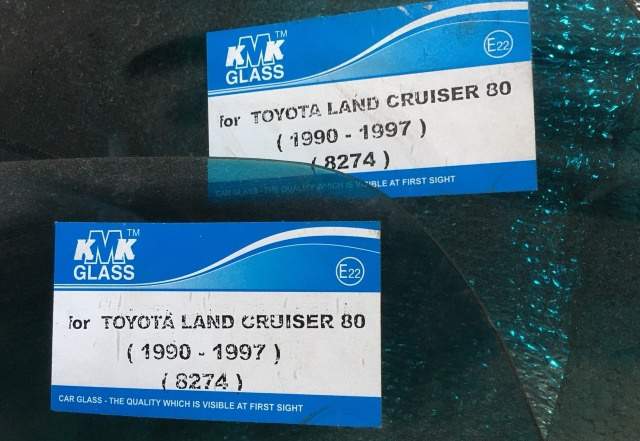 KMK™
GLASS
E22
for TOYOTA LAND CRUISER 80
( 1990 - 1997 )
( 8274 )
CAR GLASS - THE QUALITY WHICH IS VISIBLE AT FIRST SIGHT
KMK™
GLASS
E22
for TOYOTA LAND CRUISER 80
( 1990 - 1997 )
( 8274 )
CAR GLASS - THE QUALITY WHICH IS VISIBLE AT FIRST SIGHT